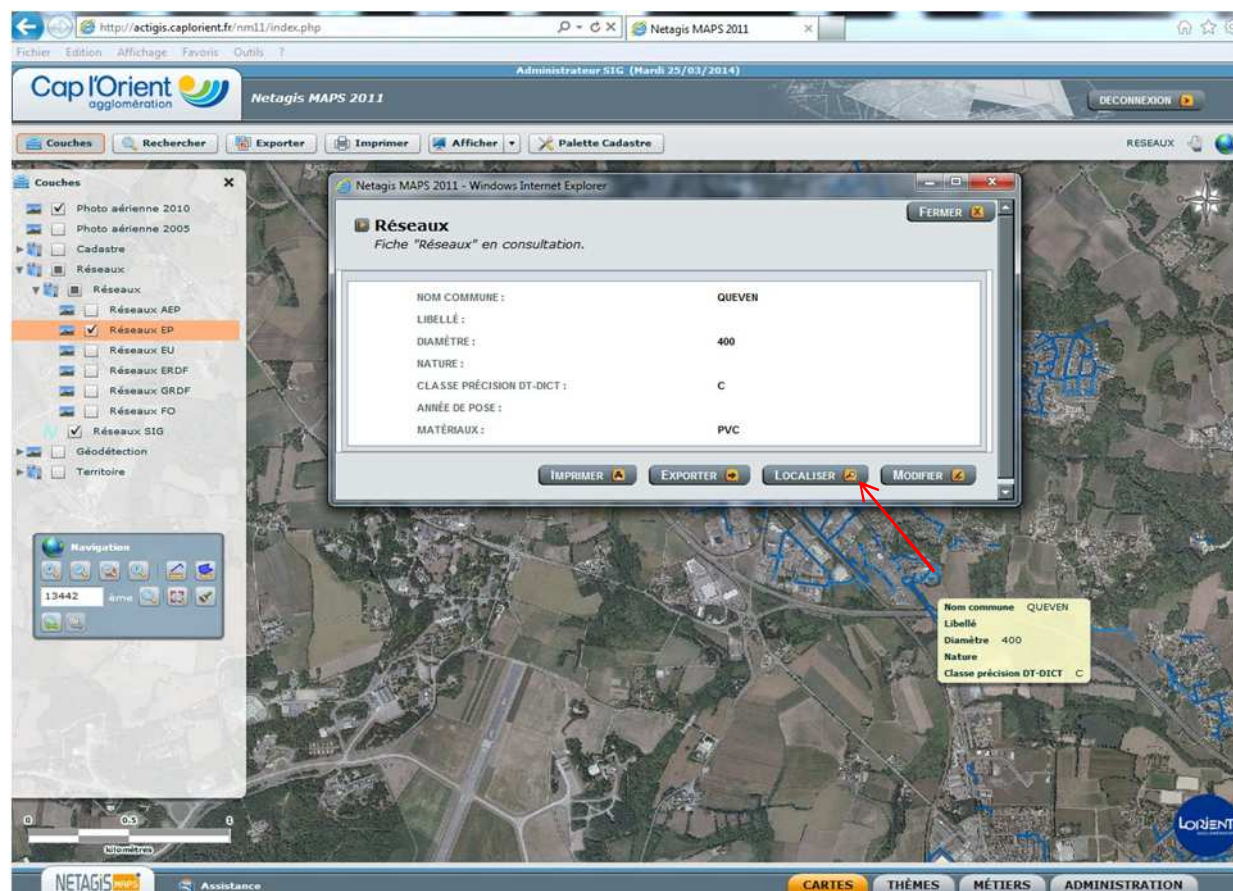 http://actigis.caplorient.fr/nm11/index.php
Netagis MAPS 2011
Fichier Edition Affichage Favoris Outils ?
Administrateur SIG (Mardi 25/03/2014)
Cap l'Orient
agglomération
Netagis MAPS 2011
DECONNEXION
Couches Rechercher Exporter Imprimer Afficher Palette Cadastre RESEAUX
Couches
Photo aérienne 2010
Photo aérienne 2005
Cadastre
Réseaux
Réseaux
Réseaux AEP
Réseaux EP
Réseaux EU
Réseaux ERDF
Réseaux GRDF
Réseaux FO
Réseaux SIG
Géodétection
Territoire
Netagis MAPS 2011 - Windows Internet Explorer
FERMER
Réseaux
Fiche "Réseaux" en consultation.
NOM COMMUNE : QUEVEN
LIBELLÉ :
DIAMÈTRE : 400
NATURE :
CLASSE PRÉCISION DT-DICT : C
ANNÉE DE POSE :
MATÉRIAUX : PVC
IMPRIMER EXPORTER LOCALISER MODIFIER
Navigation
13442 ème
Nom commune QUEVEN
Libellé
Diamètre 400
Nature
Classe précision DT-DICT C
0 0.5 1
kilomètres
LORIENT
NETAGIS MAPS
Assistance
CARTES THÈMES MÉTIERS ADMINISTRATION